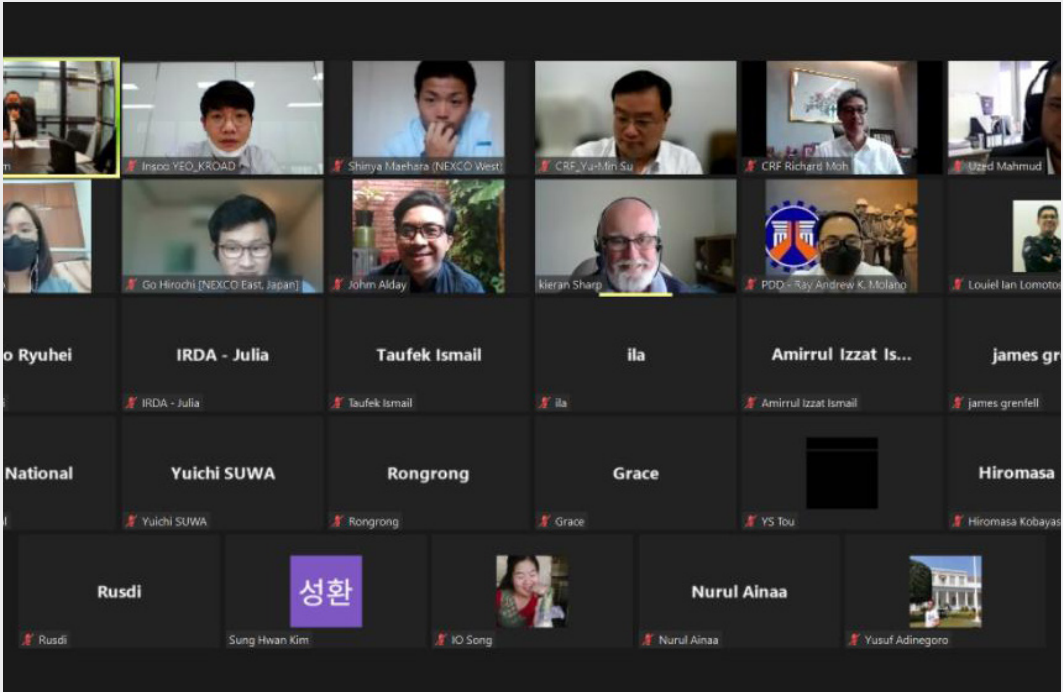 m
Insoo YEO_KROAD
Shinya Maehara (NEXCO West)
CRF_Yu-Min Su
CRF Richard Moh
Uzed Mahmud
Go Hirochi [NEXCO East, Japan]
John Alday
kieran Sharp
PDD - Ray Andrew K. Molano
Louiel Ian Lomotos
o Ryuhei
IRDA - Julia
Taufek Ismail
ila
Amirrul Izzat Is...
james gr
i
IRDA - Julia
Taufek Ismail
ila
Amirrul Izzat Ismail
james grenfell
National
Yuichi SUWA
Rongrong
Grace
Hiromasa
l
Yuichi SUWA
Rongrong
Grace
YS Tou
Hiromasa Kobayas
Rusdi
성환
Nurul Ainaa
Rusdi
Sung Hwan Kim
IO Song
Nurul Ainaa
Yusuf Adinegoro